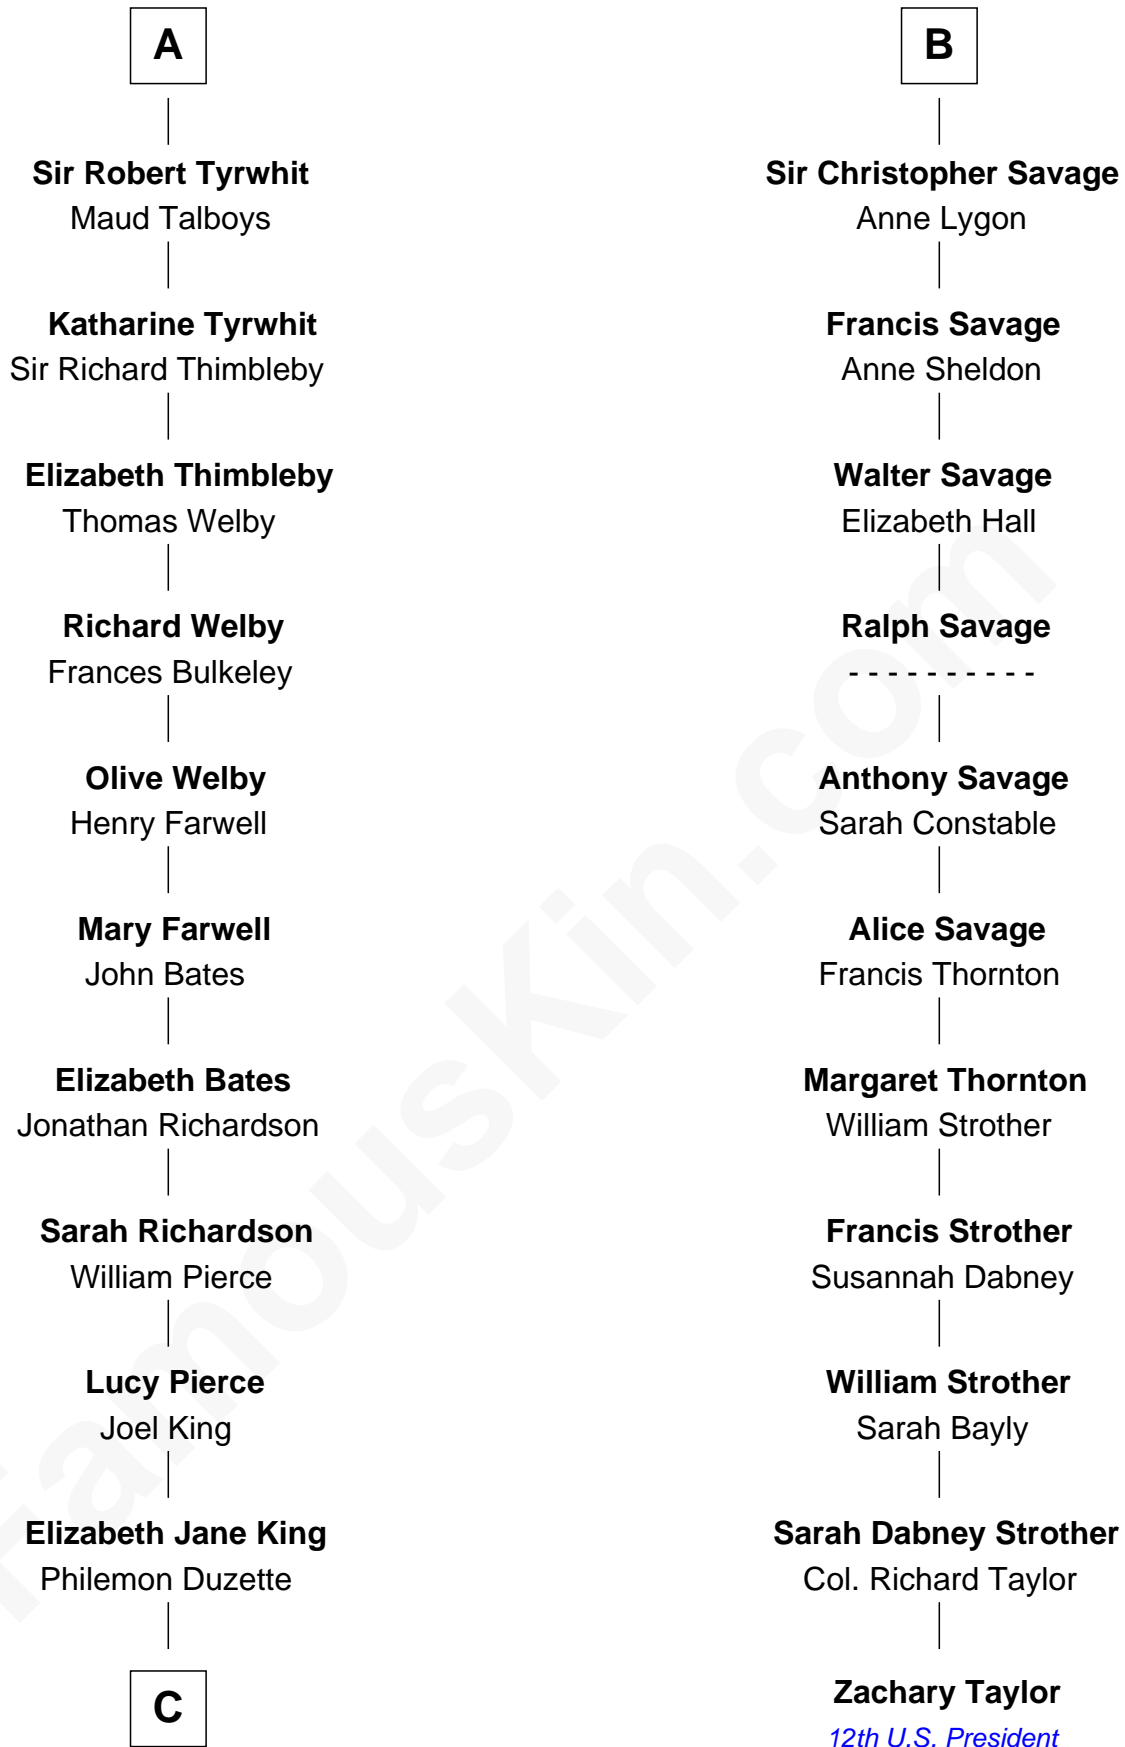 A
Sir Robert Tyrwhit
Maud Talboys
Katharine Tyrwhit
Sir Richard Thimbleby
Elizabeth Thimbleby
Thomas Welby
Richard Welby
Frances Bulkeley
Olive Welby
Henry Farwell
Mary Farwell
John Bates
Elizabeth Bates
Jonathan Richardson
Sarah Richardson
William Pierce
Lucy Pierce
Joel King
Elizabeth Jane King
Philemon Duzette
C
B
Sir Christopher Savage
Anne Lygon
Francis Savage
Anne Sheldon
Walter Savage
Elizabeth Hall
Ralph Savage
- - - - - - - - - -
Anthony Savage
Sarah Constable
Alice Savage
Francis Thornton
Margaret Thornton
William Strother
Francis Strother
Susannah Dabney
William Strother
Sarah Bayly
Sarah Dabney Strother
Col. Richard Taylor
Zachary Taylor
12th U.S. President
FamousKin.com